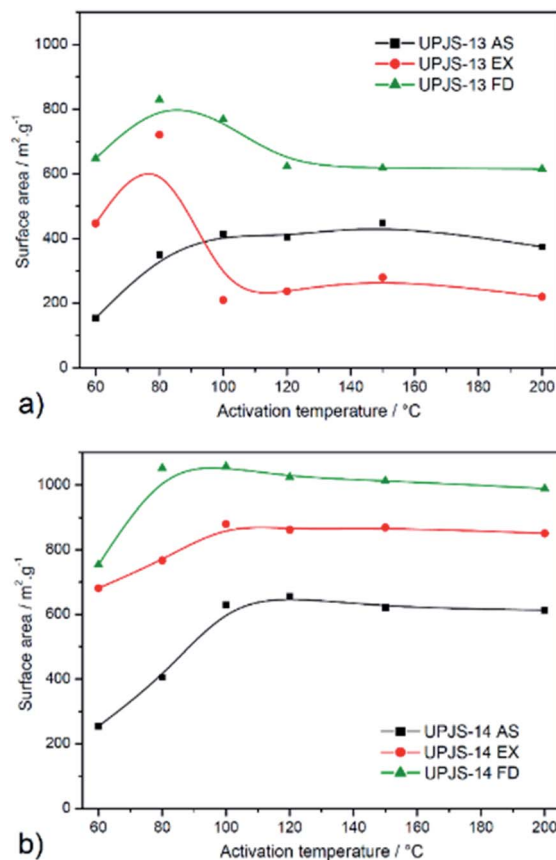 1000
800
600
400
200
0
Surface area / m².g⁻¹
UPJS-13 AS
UPJS-13 EX
UPJS-13 FD
60 80 100 120 140 160 180 200
Activation temperature / °C
a)
1000
800
600
400
200
0
Surface area / m².g⁻¹
UPJS-14 AS
UPJS-14 EX
UPJS-14 FD
60 80 100 120 140 160 180 200
Activation temperature / °C
b)